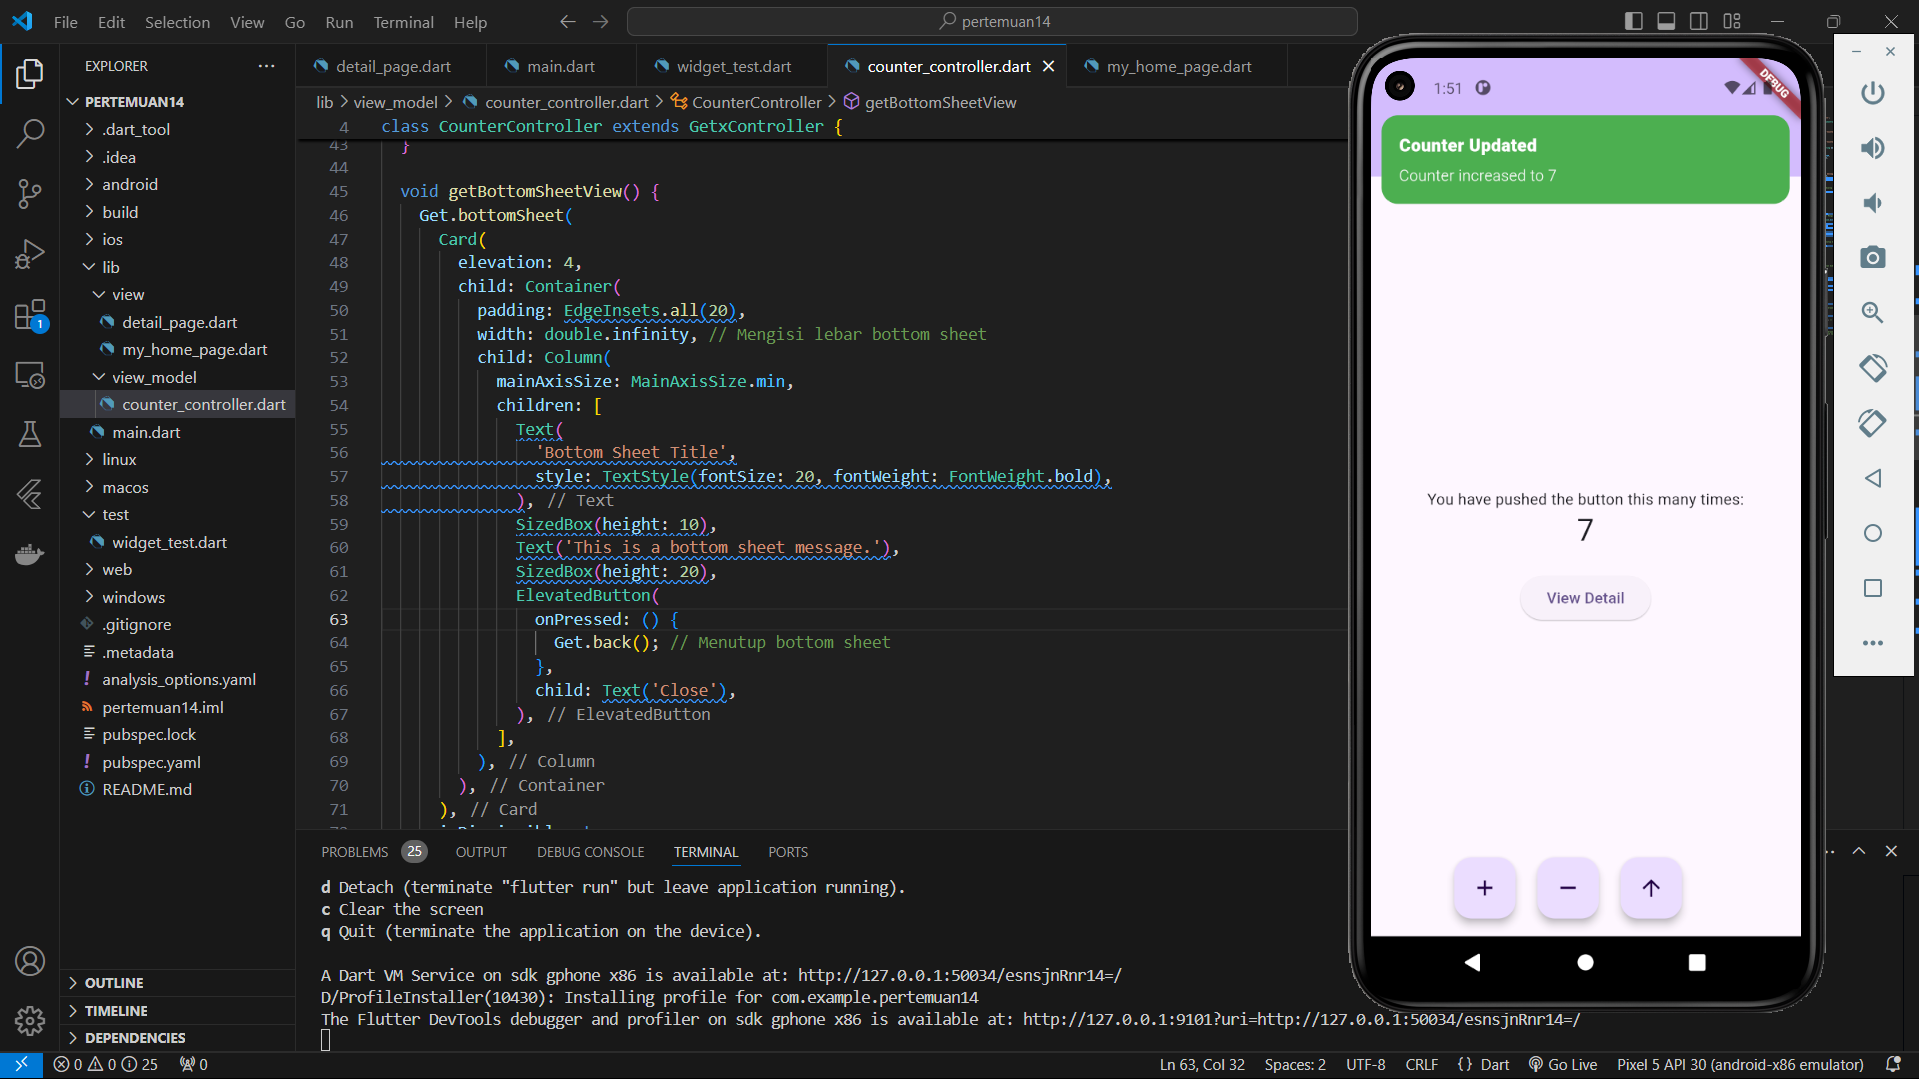 File Edit Selection View Go Run Terminal Help
pertemuan14
EXPLORER
PERTEMUAN14
.dart_tool
.idea
android
build
ios
lib
view
detail_page.dart
my_home_page.dart
view_model
counter_controller.dart
main.dart
linux
macos
test
widget_test.dart
web
windows
.gitignore
.metadata
analysis_options.yaml
pertemuan14.iml
pubspec.lock
pubspec.yaml
README.md
OUTLINE
TIMELINE
DEPENDENCIES
1
detail_page.dart main.dart widget_test.dart counter_controller.dart my_home_page.dart
lib > view_model > counter_controller.dart > CounterController > getBottomSheetView
4 class CounterController extends GetxController {
43 }
44
45 void getBottomSheetView() {
46 Get.bottomSheet(
47 Card(
48 elevation: 4,
49 child: Container(
50 padding: EdgeInsets.all(20),
51 width: double.infinity, // Mengisi lebar bottom sheet
52 child: Column(
53 mainAxisSize: MainAxisSize.min,
54 children: [
55 Text(
56 'Bottom Sheet Title',
57 style: TextStyle(fontSize: 20, fontWeight: FontWeight.bold),
58 ), // Text
59 SizedBox(height: 10),
60 Text('This is a bottom sheet message.'),
61 SizedBox(height: 20),
62 ElevatedButton(
63 onPressed: () {
64 Get.back(); // Menutup bottom sheet
65 },
66 child: Text('Close'),
67 ), // ElevatedButton
68 ],
69 ), // Column
70 ), // Container
71 ), // Card
PROBLEMS 25 OUTPUT DEBUG CONSOLE TERMINAL PORTS
d Detach (terminate "flutter run" but leave application running).
c Clear the screen
q Quit (terminate the application on the device).
A Dart VM Service on sdk gphone x86 is available at: http://127.0.0.1:50034/esnsjnRnr14=/
D/ProfileInstaller(10430): Installing profile for com.example.pertemuan14
The Flutter DevTools debugger and profiler on sdk gphone x86 is available at: http://127.0.0.1:9101?uri=http://127.0.0.1:50034/esnsjnRnr14=/
1:51
DEBUG
Counter Updated
Counter increased to 7
You have pushed the button this many times:
7
View Detail
0 0 25 0
Ln 63, Col 32 Spaces: 2 UTF-8 CRLF {} Dart Go Live Pixel 5 API 30 (android-x86 emulator)